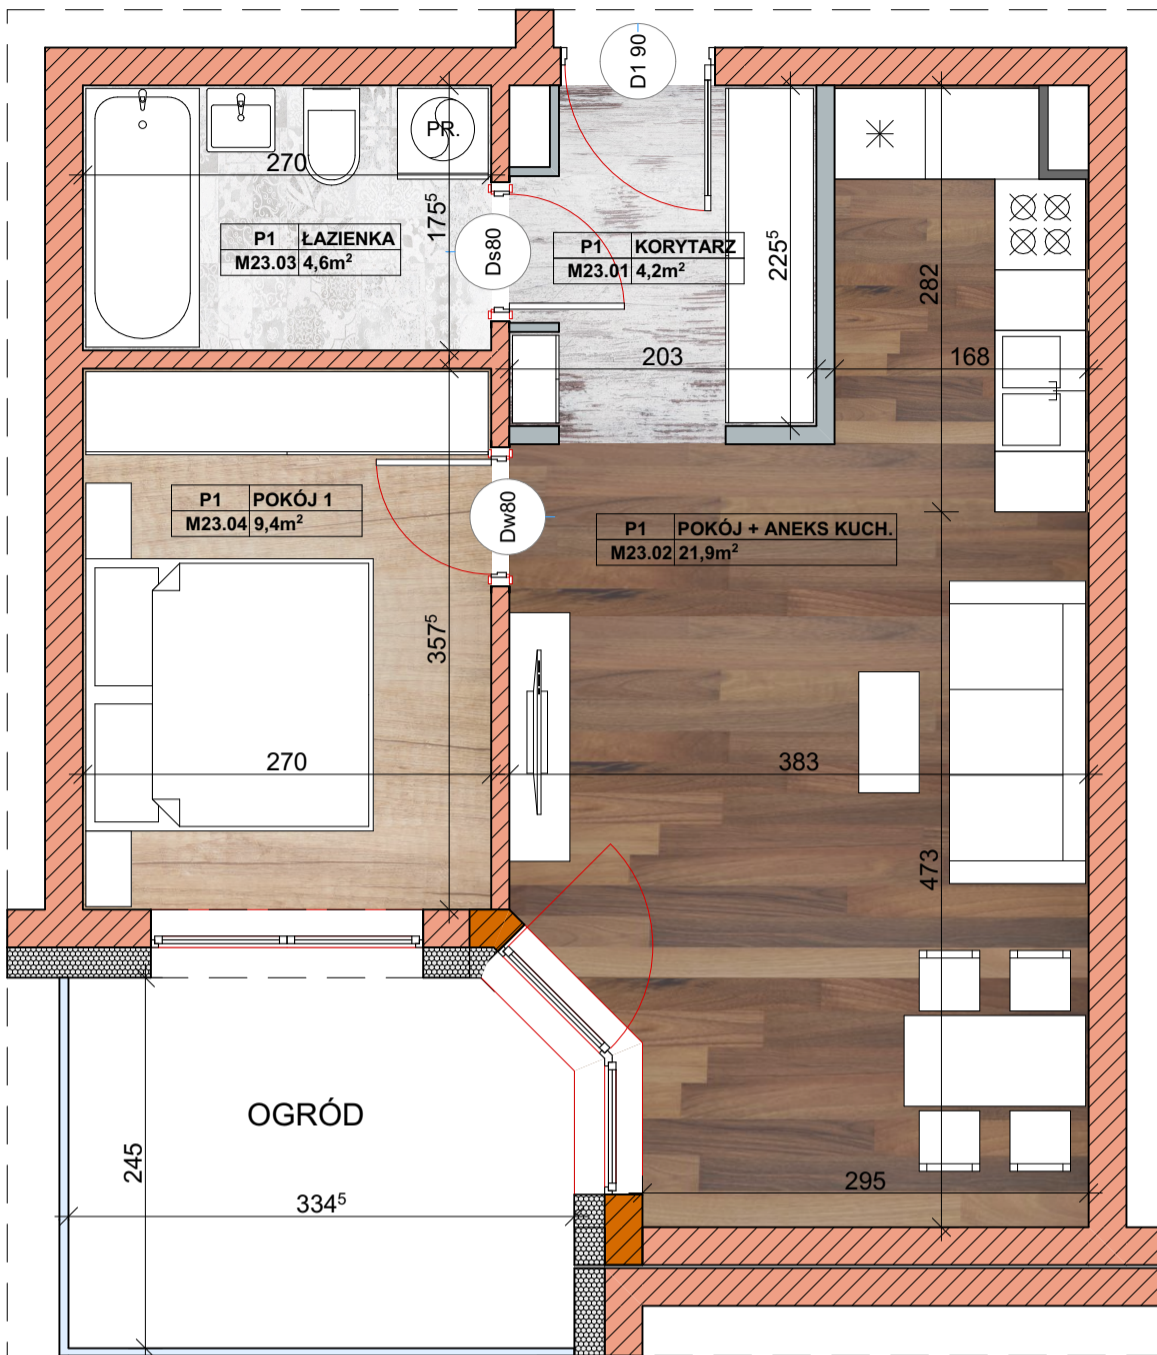 D1 90
PR.
270
175⁵
P1 ŁAZIENKA
M23.03 4,6m²
Ds80
P1 KORYTARZ
M23.01 4,2m²
225⁵
282
203
168
P1 POKÓJ 1
M23.04 9,4m²
Dw80
P1 POKÓJ + ANEKS KUCH.
M23.02 21,9m²
357⁵
270
383
473
OGRÓD
245
334⁵
295